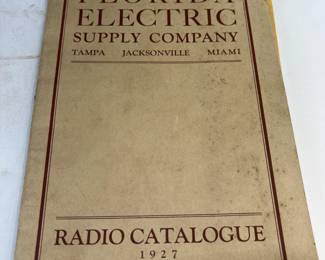 FLORIDA
ELECTRIC
SUPPLY COMPANY
TAMPA JACKSONVILLE MIAMI
RADIO CATALOGUE
1927